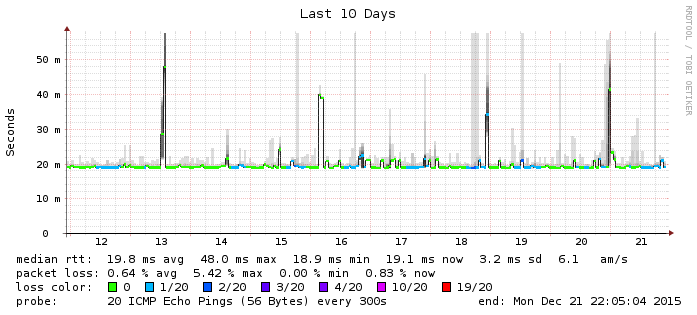 Last 10 Days
RRDTOOL / TOBI OETIKER
Seconds
50 m
40 m
30 m
20 m
10 m
0
12 13 14 15 16 17 18 19 20 21
median rtt: 19.8 ms avg 48.0 ms max 18.9 ms min 19.1 ms now 3.2 ms sd 6.1 am/s
packet loss: 0.64 % avg 5.42 % max 0.00 % min 0.83 % now
loss color: 0 1/20 2/20 3/20 4/20 10/20 19/20
probe: 20 ICMP Echo Pings (56 Bytes) every 300s end: Mon Dec 21 22:05:04 2015